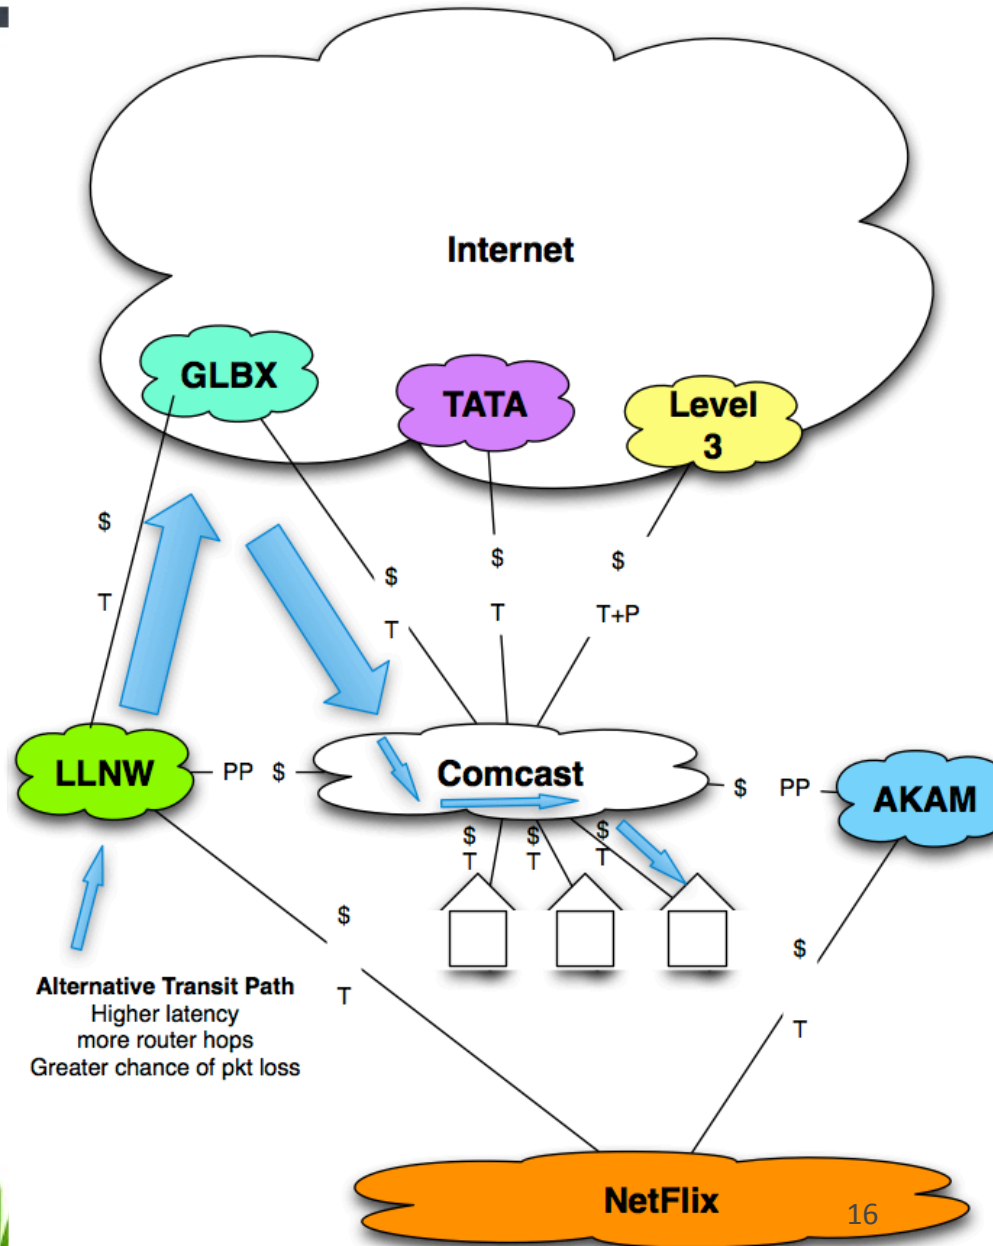 Internet
GLBX
TATA
Level
3
$
T
$
T
$
T
$
T+P
LLNW
PP $
Comcast
$ PP
AKAM
$
T
$
T
$
T
$
T
$
T
Alternative Transit Path
Higher latency
more router hops
Greater chance of pkt loss
NetFlix
16